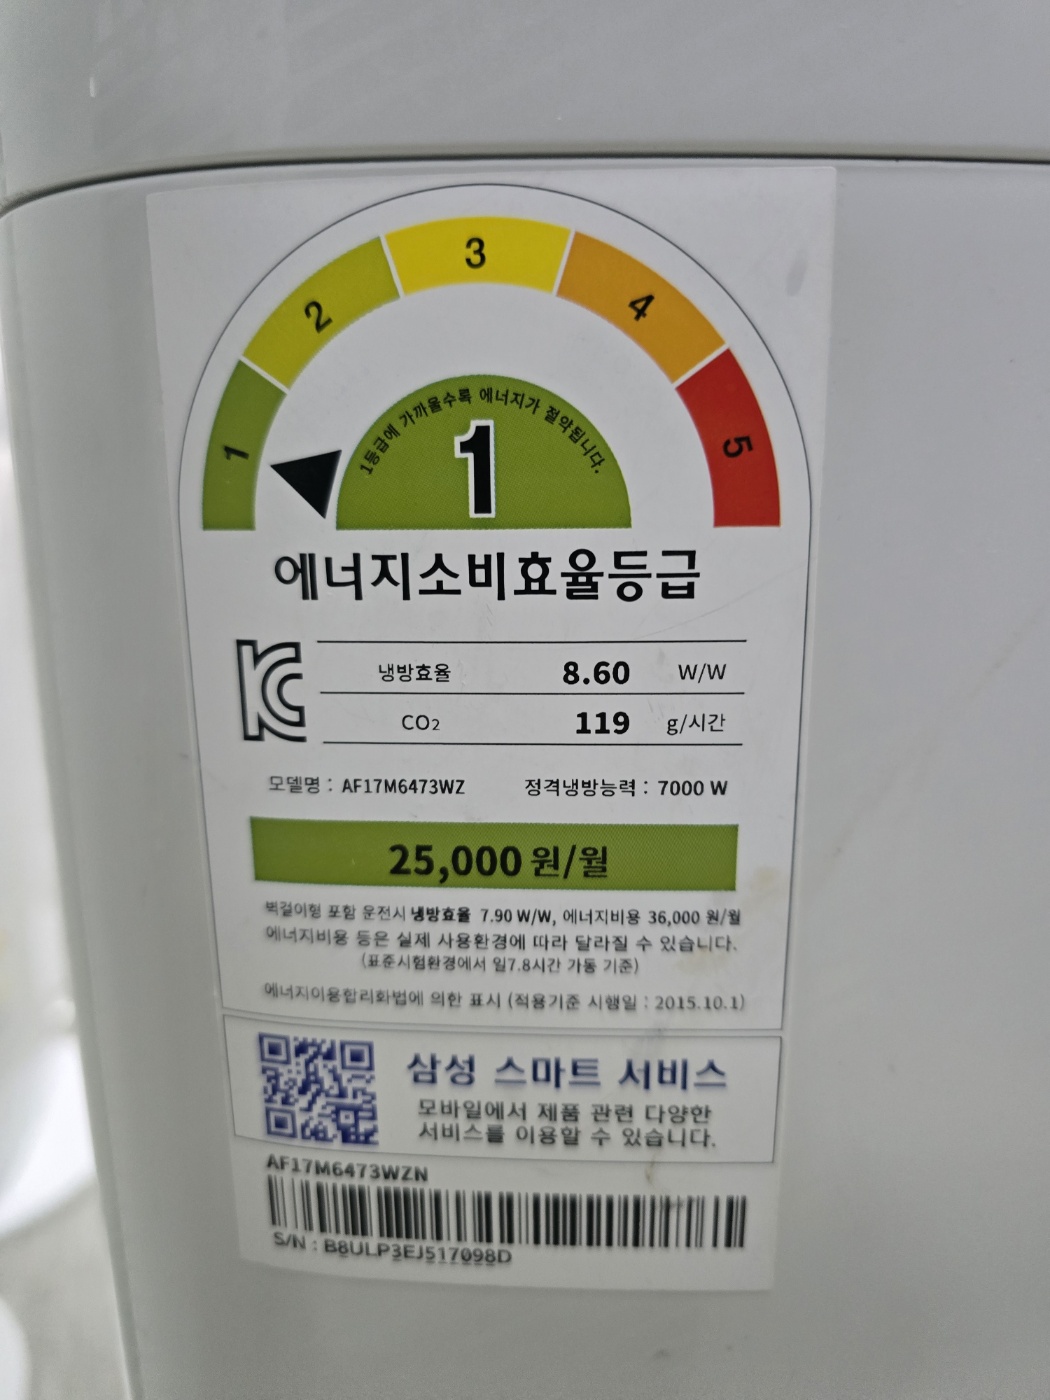 3
2
4
1
5
1등급에 가까울수록 에너지가 절약됩니다.
1
에너지소비효율등급
냉방효율 8.60 W/W
CO₂ 119 g/시간
모델명 : AF17M6473WZ 정격냉방능력 : 7000 W
25,000 원/월
벽걸이형 포함 운전시 냉방효율 7.90 W/W, 에너지비용 36,000 원/월
에너지비용 등은 실제 사용환경에 따라 달라질 수 있습니다.
(표준시험환경에서 일7.8시간 가동 기준)
에너지이용합리화법에 의한 표시 (적용기준 시행일 : 2015.10.1)
삼성 스마트 서비스
모바일에서 제품 관련 다양한
서비스를 이용할 수 있습니다.
AF17M6473WZN
S/N : B8ULP3EJ517098D